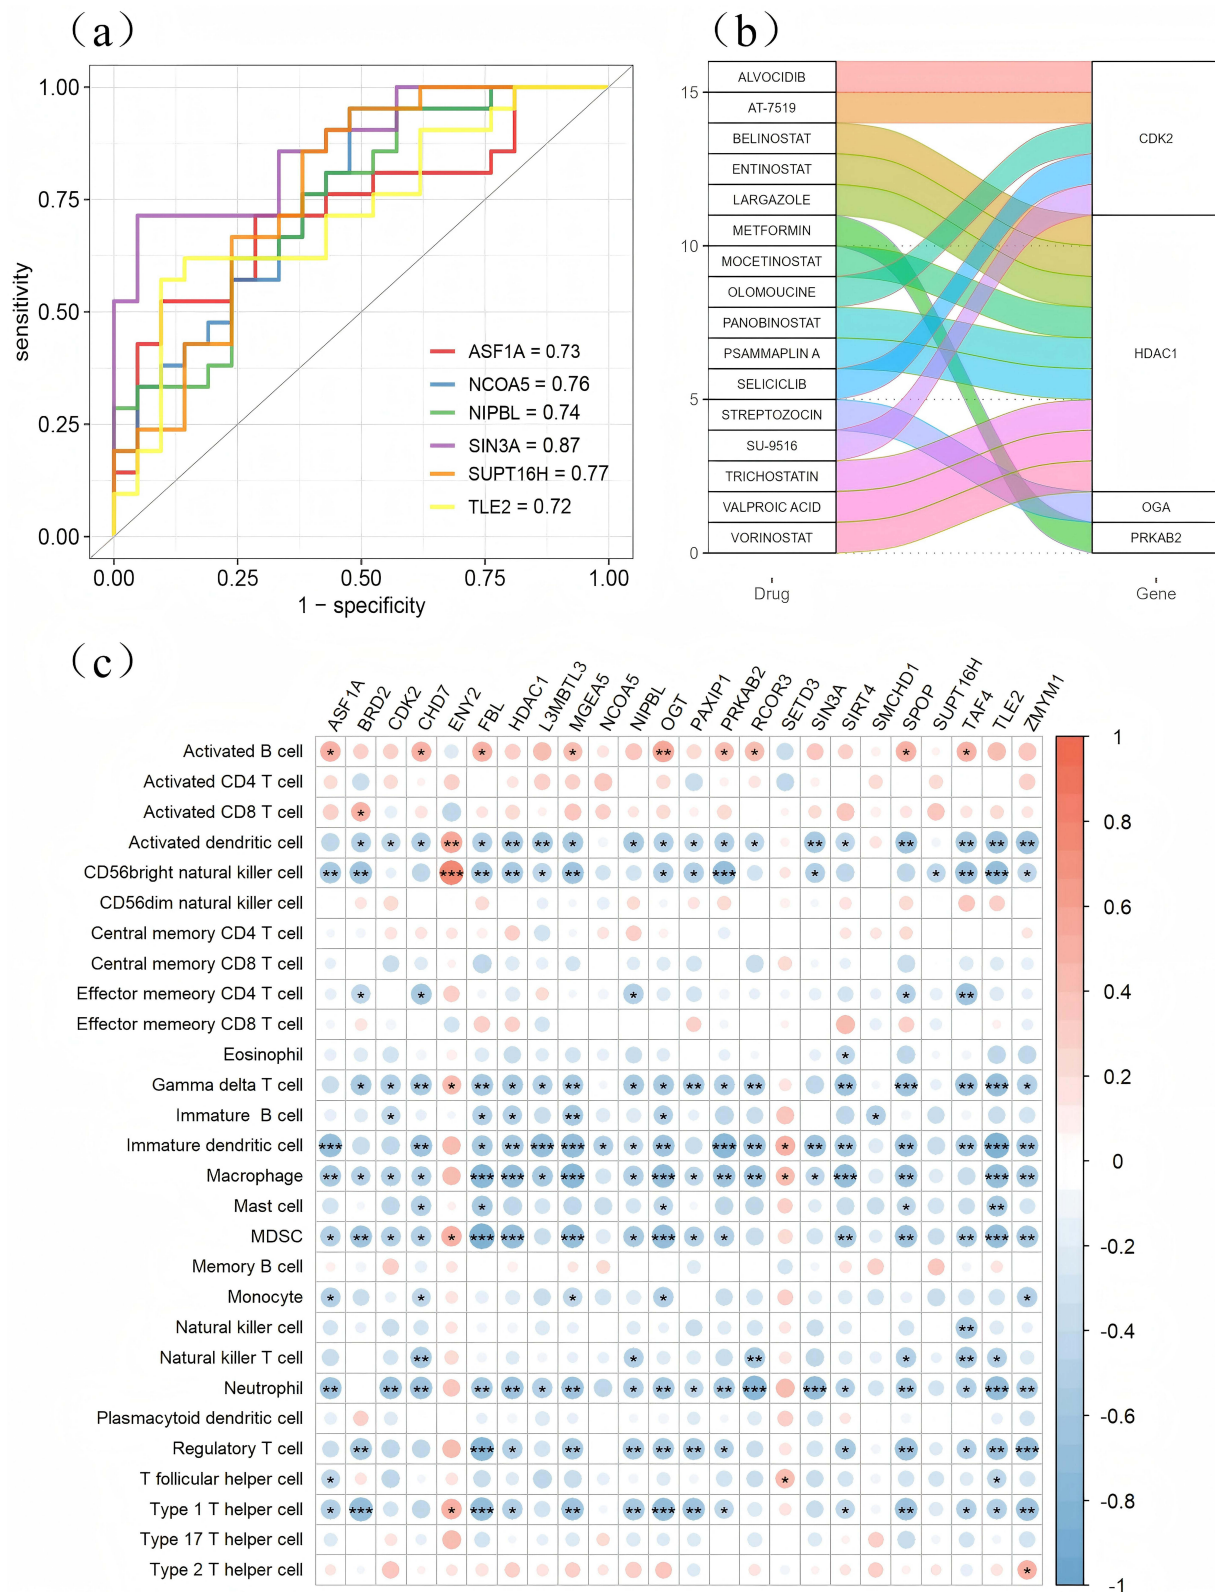 (a)
sensitivity
1.00
0.75
0.50
0.25
0.00
ASF1A = 0.73
NCOA5 = 0.76
NIPBL = 0.74
SIN3A = 0.87
SUPT16H = 0.77
TLE2 = 0.72
0.00 0.25 0.50 0.75 1.00
1 − specificity
(b)
15
10
5
0
ALVOCIDIB
AT-7519
BELINOSTAT
ENTINOSTAT
LARGAZOLE
METFORMIN
MOCETINOSTAT
OLOMOUCINE
PANOBINOSTAT
PSAMMAPLIN A
SELICICLIB
STREPTOZOCIN
SU-9516
TRICHOSTATIN
VALPROIC ACID
VORINOSTAT
CDK2
HDAC1
OGA
PRKAB2
Drug Gene
(c)
ASF1A BRD2 CDK2 CHD7 ENY2 FBL HDAC1 L3MBTL3 MGEA5 NCOA5 NIPBL OGT PAXIP1 PRKAB2 RCOR3 SETD3 SIN3A SIRT4 SMCHD1 SPOP SUPT16H TAF4 TLE2 ZMYM1
Activated B cell
Activated CD4 T cell
Activated CD8 T cell
Activated dendritic cell
CD56bright natural killer cell
CD56dim natural killer cell
Central memory CD4 T cell
Central memory CD8 T cell
Effector memeory CD4 T cell
Effector memeory CD8 T cell
Eosinophil
Gamma delta T cell
Immature  B cell
Immature dendritic cell
Macrophage
Mast cell
MDSC
Memory B cell
Monocyte
Natural killer cell
Natural killer T cell
Neutrophil
Plasmacytoid dendritic cell
Regulatory T cell
T follicular helper cell
Type 1 T helper cell
Type 17 T helper cell
Type 2 T helper cell
1
0.8
0.6
0.4
0.2
0
-0.2
-0.4
-0.6
-0.8
-1